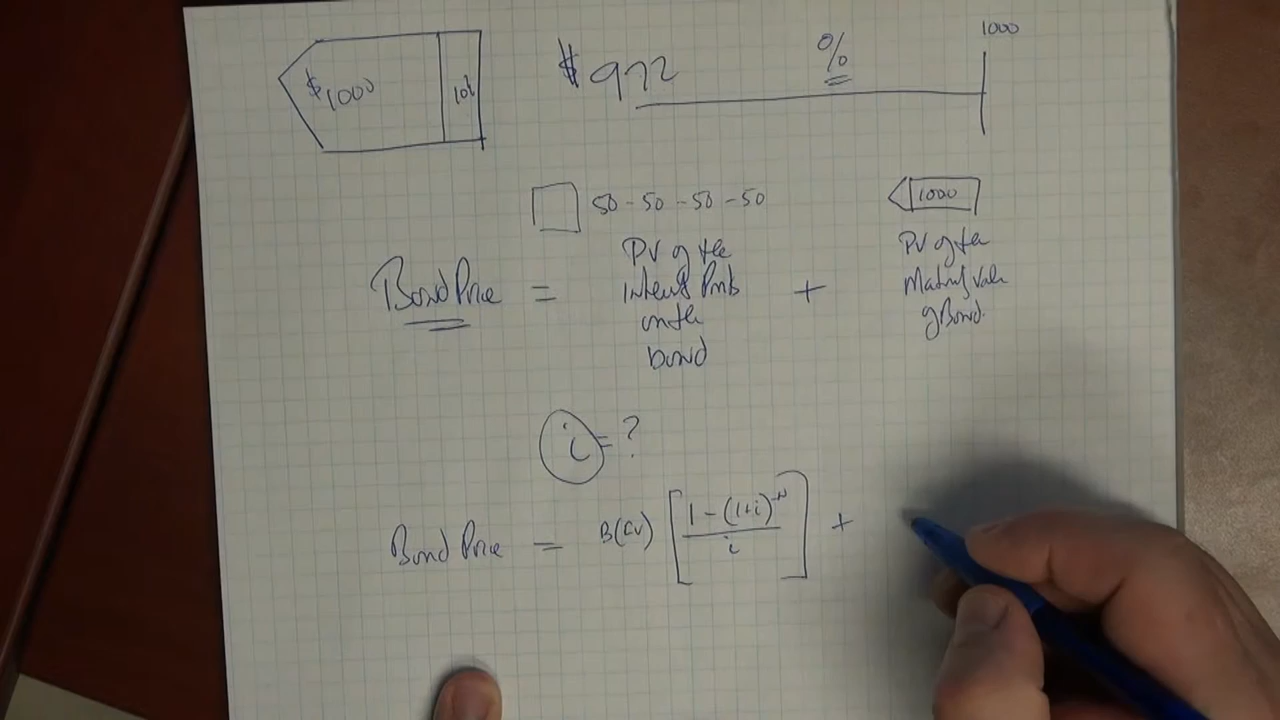 $1000
10%
$972
%
1000
50 - 50 - 50 - 50
1000
Bond Price = PV of the Interest Pmts on the bond + PV of the Maturity Value of Bond.
i = ?
Bond Price = B(CV) [ 1 - (1+i)^-N / i ] +